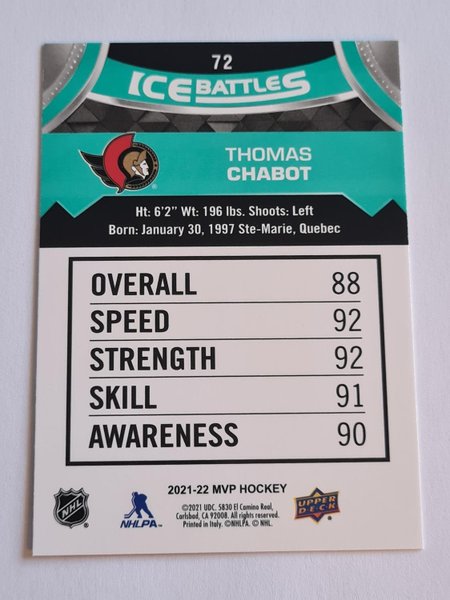 72
ICE BATTLES
THOMAS
CHABOT
Ht: 6'2" Wt: 196 lbs. Shoots: Left
Born: January 30, 1997 Ste-Marie, Quebec
OVERALL 88
SPEED 92
STRENGTH 92
SKILL 91
AWARENESS 90
2021-22 MVP HOCKEY
©2021 UDC. 5830 El Camino Real,
Carlsbad, CA 92008. All rights reserved.
Printed in Italy. ©NHLPA. © NHL.
NHL
NHLPA
UPPER
DECK